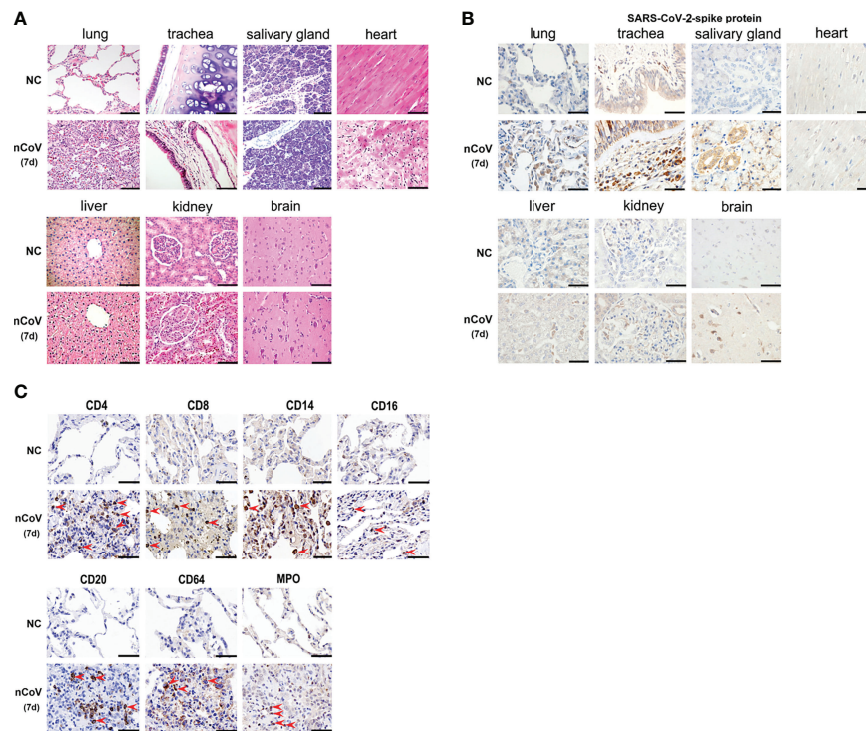 A
lung trachea salivary gland heart
NC
nCoV
(7d)
liver kidney brain
NC
nCoV
(7d)
B
SARS-CoV-2-spike protein
lung trachea salivary gland heart
NC
nCoV
(7d)
liver kidney brain
NC
nCoV
(7d)
C
CD4 CD8 CD14 CD16
NC
nCoV
(7d)
CD20 CD64 MPO
NC
nCoV
(7d)